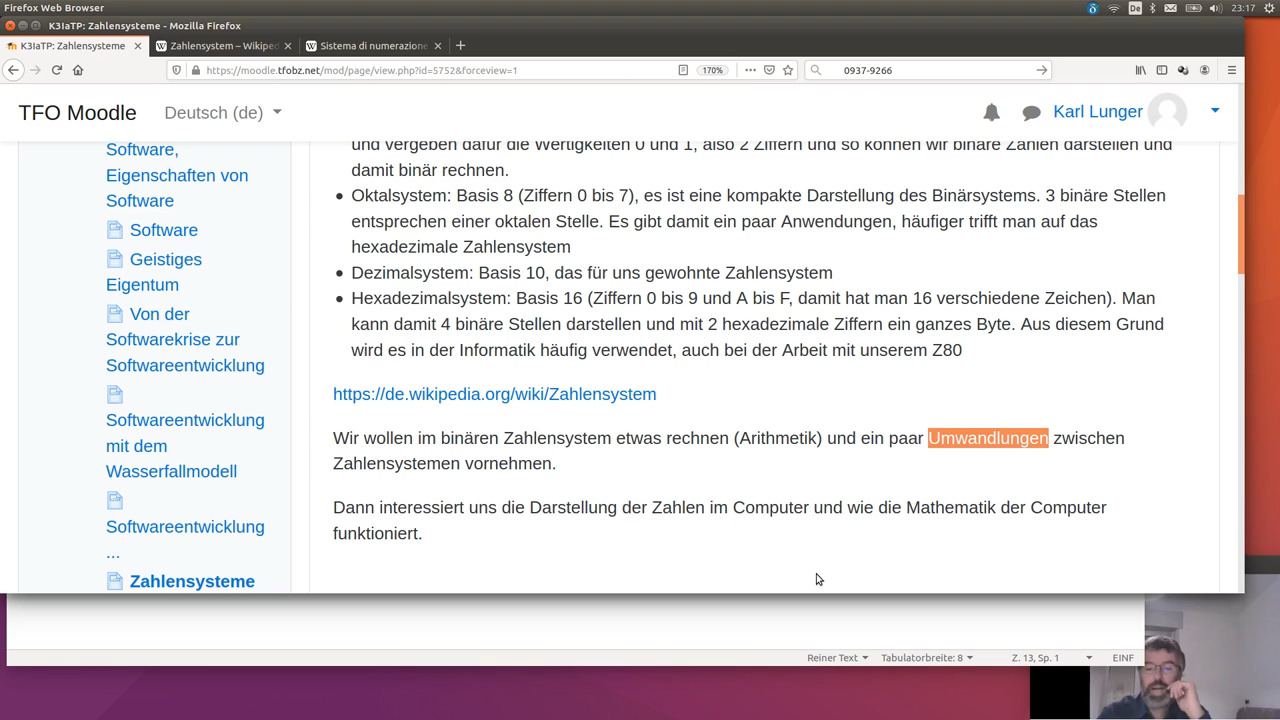 Firefox Web Browser
De
23:17
K3IaTP: Zahlensysteme - Mozilla Firefox
K3IaTP: Zahlensysteme
Zahlensystem – Wikiped
Sistema di numerazione
https://moodle.tfobz.net/mod/page/view.php?id=5752&forceview=1
170%
0937-9266
TFO Moodle
Deutsch (de)
Karl Lunger
Software,
Eigenschaften von
Software
Software
Geistiges
Eigentum
Von der
Softwarekrise zur
Softwareentwicklung
Softwareentwicklung
mit dem
Wasserfallmodell
Softwareentwicklung
...
Zahlensysteme
und vergeben dafür die Wertigkeiten 0 und 1, also 2 Ziffern und so können wir binäre Zahlen darstellen und
damit binär rechnen.
Oktalsystem: Basis 8 (Ziffern 0 bis 7), es ist eine kompakte Darstellung des Binärsystems. 3 binäre Stellen
entsprechen einer oktalen Stelle. Es gibt damit ein paar Anwendungen, häufiger trifft man auf das
hexadezimale Zahlensystem
Dezimalsystem: Basis 10, das für uns gewohnte Zahlensystem
Hexadezimalsystem: Basis 16 (Ziffern 0 bis 9 und A bis F, damit hat man 16 verschiedene Zeichen). Man
kann damit 4 binäre Stellen darstellen und mit 2 hexadezimale Ziffern ein ganzes Byte. Aus diesem Grund
wird es in der Informatik häufig verwendet, auch bei der Arbeit mit unserem Z80
https://de.wikipedia.org/wiki/Zahlensystem
Wir wollen im binären Zahlensystem etwas rechnen (Arithmetik) und ein paar Umwandlungen zwischen
Zahlensystemen vornehmen.
Dann interessiert uns die Darstellung der Zahlen im Computer und wie die Mathematik der Computer
funktioniert.
Reiner Text
Tabulatorbreite: 8
Z. 13, Sp. 1
EINF